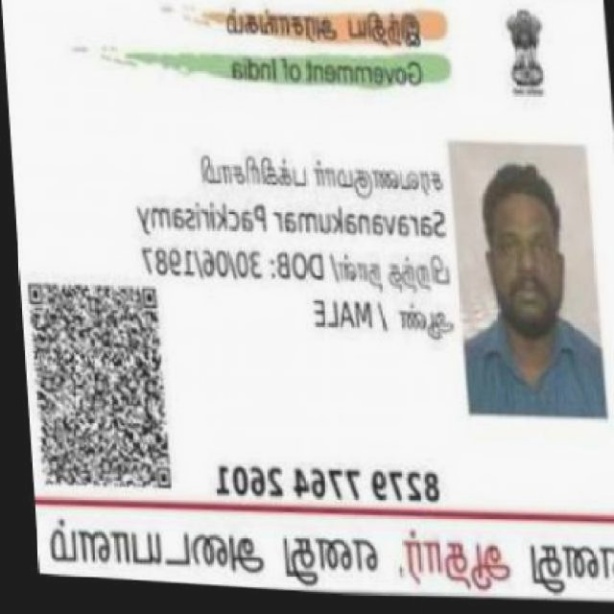 இந்திய அரசாங்கம்
Government of India
சரவணகுமார் பக்கிரிசாமி
Saravanakumar Packirisamy
பிறந்த நாள்/ DOB: 30/06/1987
ஆண் / MALE
8279 7764 2601
எனது ஆதார், எனது அடையாளம்